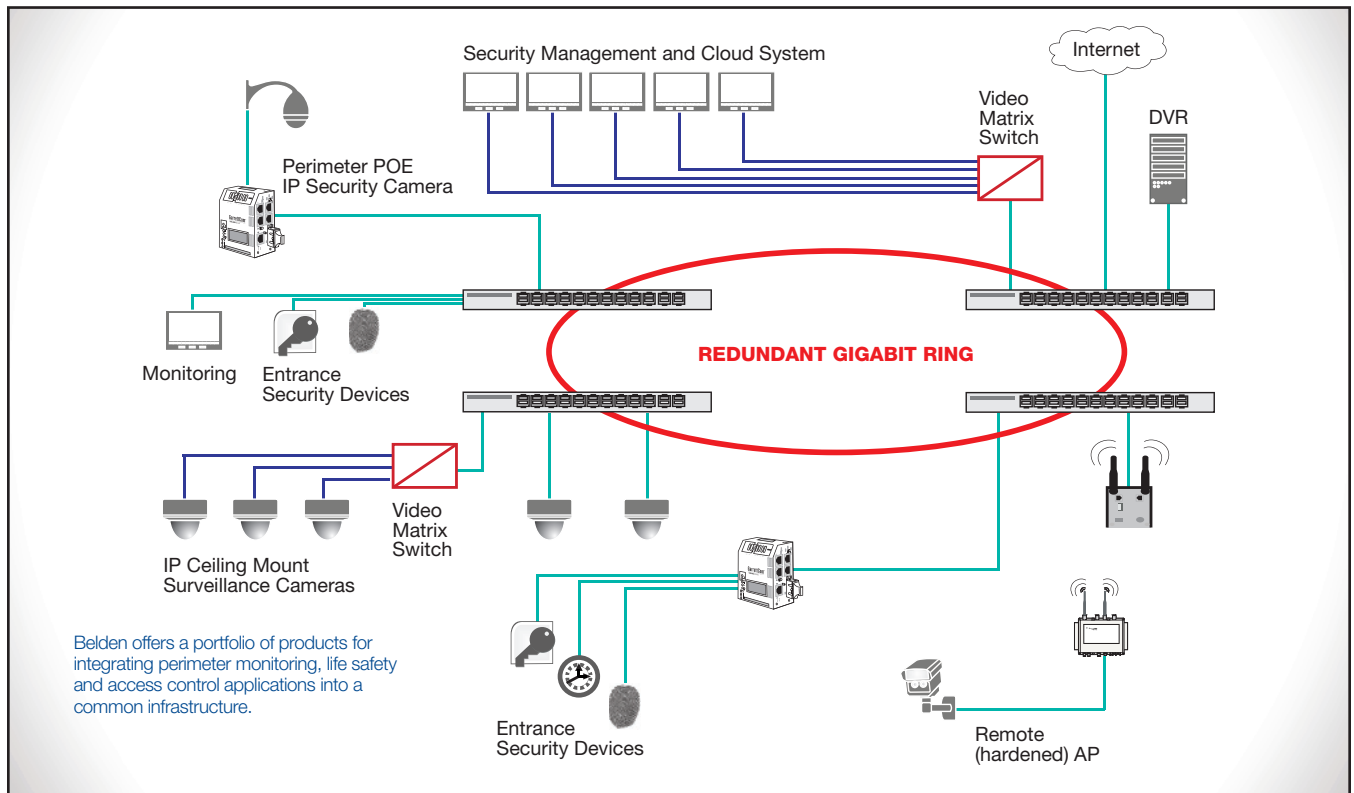 Security Management and Cloud System
Internet
Video
Matrix
Switch
DVR
Perimeter POE
IP Security Camera
REDUNDANT GIGABIT RING
Monitoring
Entrance
Security Devices
Video
Matrix
Switch
IP Ceiling Mount
Surveillance Cameras
Belden offers a portfolio of products for
integrating perimeter monitoring, life safety
and access control applications into a
common infrastructure.
Entrance
Security Devices
Remote
(hardened) AP